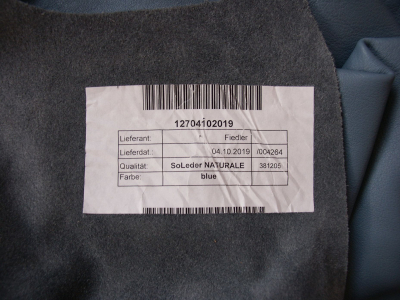 12704102019
Lieferant: Fiedler
Lieferdat.: 04.10.2019 /004264
Qualität: SoLeder NATURALE 381205
Farbe: blue